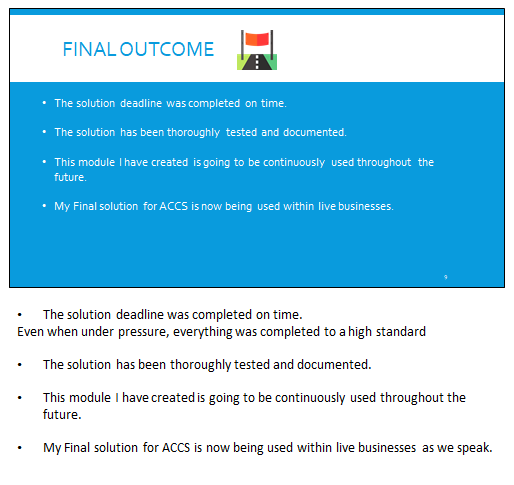 FINAL OUTCOME
• The solution deadline was completed on time.
• The solution has been thoroughly tested and documented.
• This module I have created is going to be continuously used throughout the
future.
• My Final solution for ACCS is now being used within live businesses.
9
• The solution deadline was completed on time.
Even when under pressure, everything was completed to a high standard
• The solution has been thoroughly tested and documented.
• This module I have created is going to be continuously used throughout the
future.
• My Final solution for ACCS is now being used within live businesses as we speak.